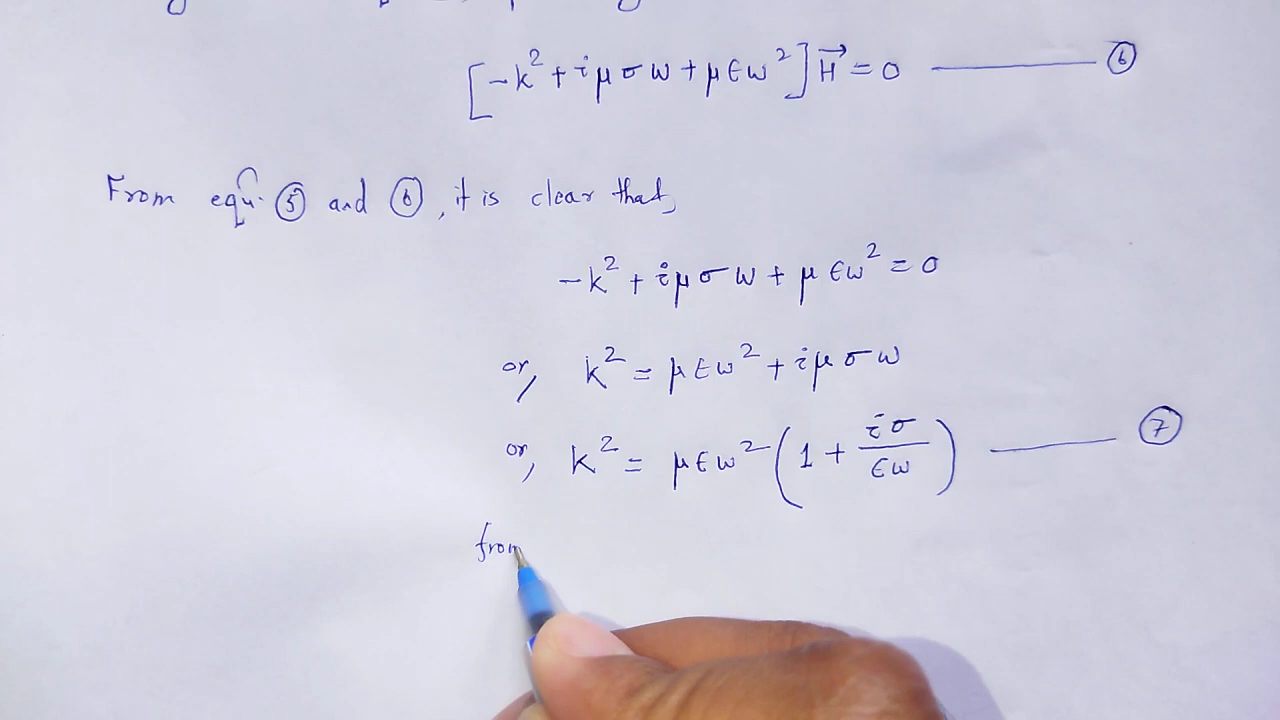 [-k² + iμσω + μϵω²] H⃗ = 0 ——— ⑥
From equⁿ. ⑤ and ⑥, it is clear that,
-k² + iμσω + μϵω² = 0
or, k² = μϵω² + iμσω
or, k² = μϵω² (1 + iσ/ϵω) ——— ⑦
from